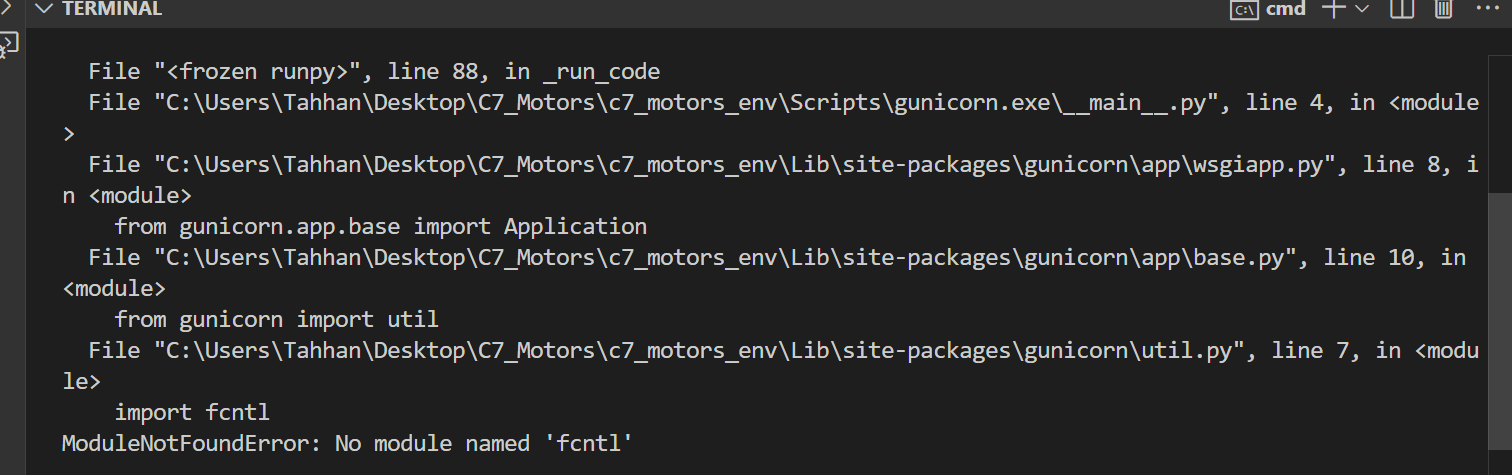 TERMINAL
cmd
File "<frozen runpy>", line 88, in _run_code
File "C:\Users\Tahhan\Desktop\C7_Motors\c7_motors_env\Scripts\gunicorn.exe\__main__.py", line 4, in <module
>
File "C:\Users\Tahhan\Desktop\C7_Motors\c7_motors_env\Lib\site-packages\gunicorn\app\wsgiapp.py", line 8, i
n <module>
from gunicorn.app.base import Application
File "C:\Users\Tahhan\Desktop\C7_Motors\c7_motors_env\Lib\site-packages\gunicorn\app\base.py", line 10, in
<module>
from gunicorn import util
File "C:\Users\Tahhan\Desktop\C7_Motors\c7_motors_env\Lib\site-packages\gunicorn\util.py", line 7, in <modu
le>
import fcntl
ModuleNotFoundError: No module named 'fcntl'